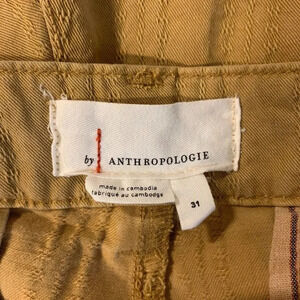 by ANTHROPOLOGIE
made in cambodia
fabriqué au cambodge
31